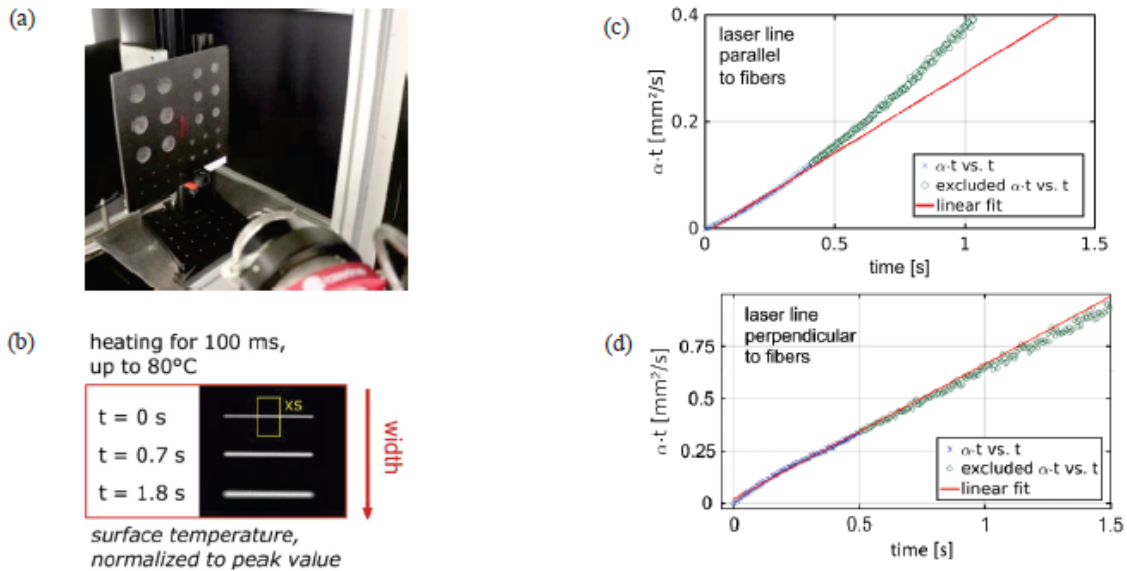 (a)
(b)
heating for 100 ms,
up to 80°C
t = 0 s
t = 0.7 s
t = 1.8 s
xs
width
surface temperature,
normalized to peak value
(c)
laser line
parallel
to fibers
α·t [mm²/s]
0.4
0.2
0
0
0.5
1
1.5
time [s]
α·t vs. t
excluded α·t vs. t
linear fit
(d)
laser line
perpendicular
to fibers
α·t [mm²/s]
0.75
0.5
0.25
0
0
0.5
1
1.5
time [s]
α·t vs. t
excluded α·t vs. t
linear fit